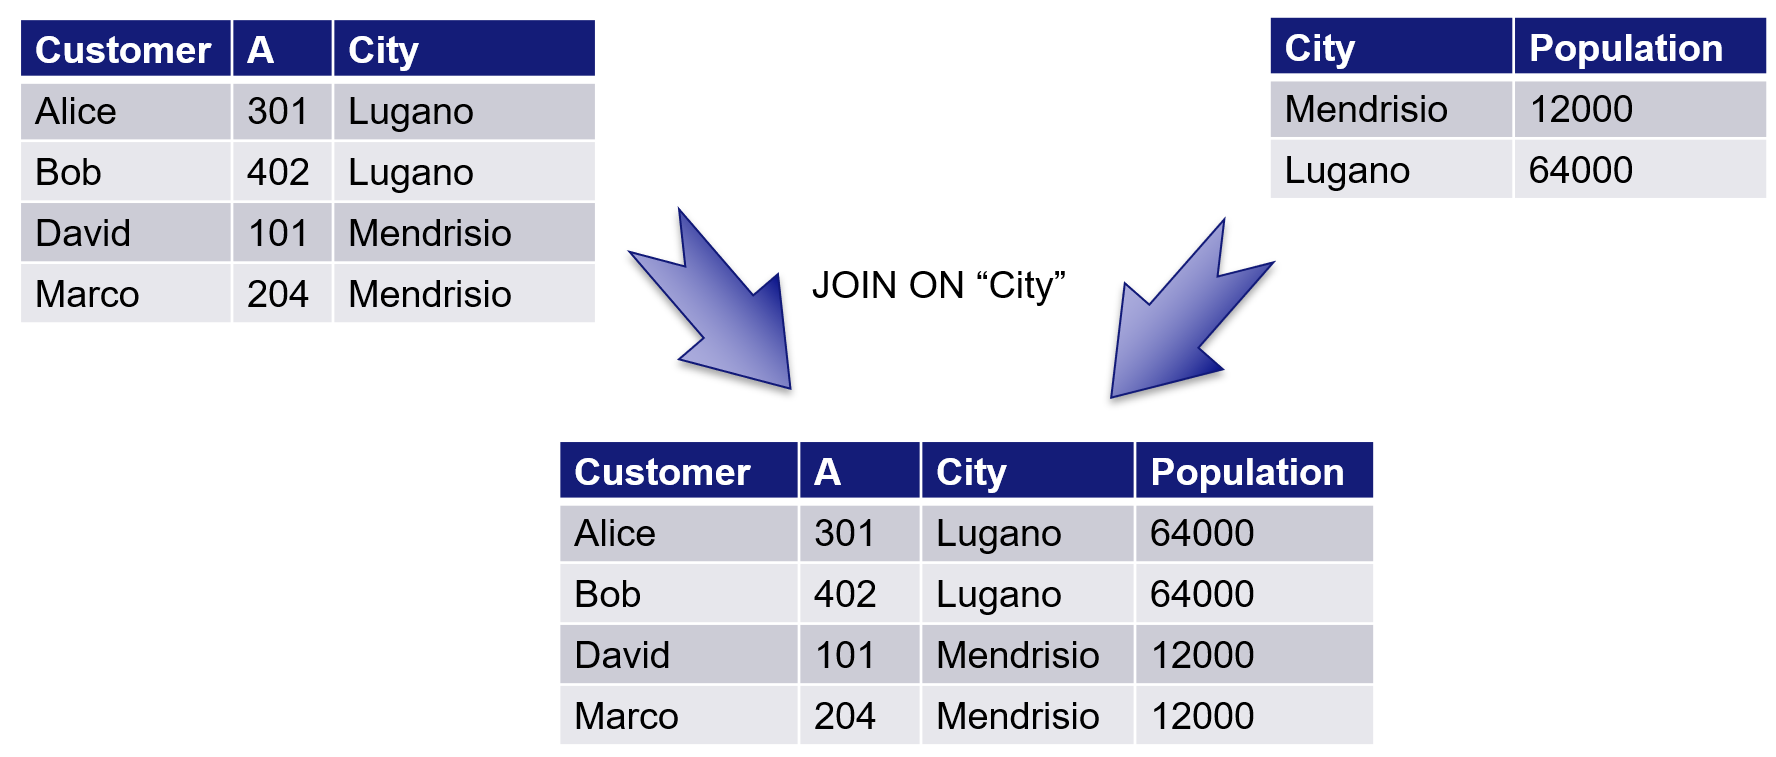 Customer A City
Alice 301 Lugano
Bob 402 Lugano
David 101 Mendrisio
Marco 204 Mendrisio
City Population
Mendrisio 12000
Lugano 64000
JOIN ON “City”
Customer A City Population
Alice 301 Lugano 64000
Bob 402 Lugano 64000
David 101 Mendrisio 12000
Marco 204 Mendrisio 12000